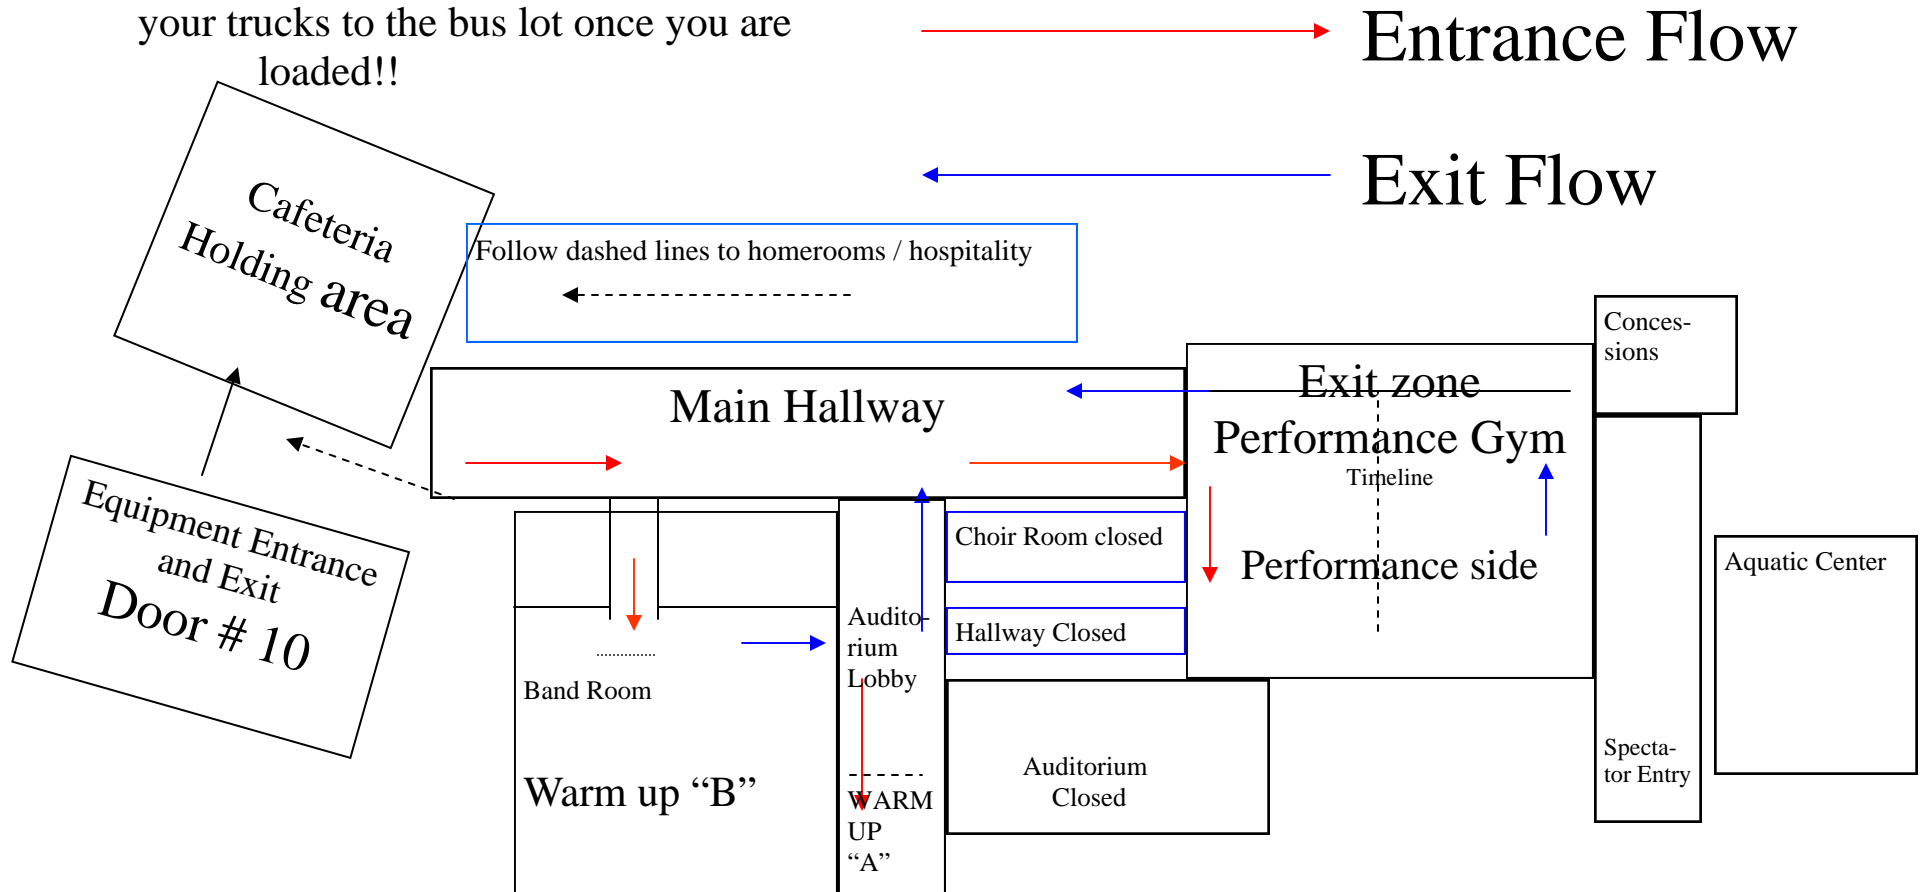 your trucks to the bus lot once you are
loaded!!
Entrance Flow
Exit Flow
Cafeteria
Holding area
Follow dashed lines to homerooms / hospitality
Conces-
sions
Main Hallway
Exit zone
Performance Gym
Timeline
Performance side
Equipment Entrance
and Exit
Door # 10
Choir Room closed
Hallway Closed
Aquatic Center
Audito-
rium
Lobby
Band Room
Warm up “B”
WARM
UP
“A”
Auditorium
Closed
Specta-
tor Entry